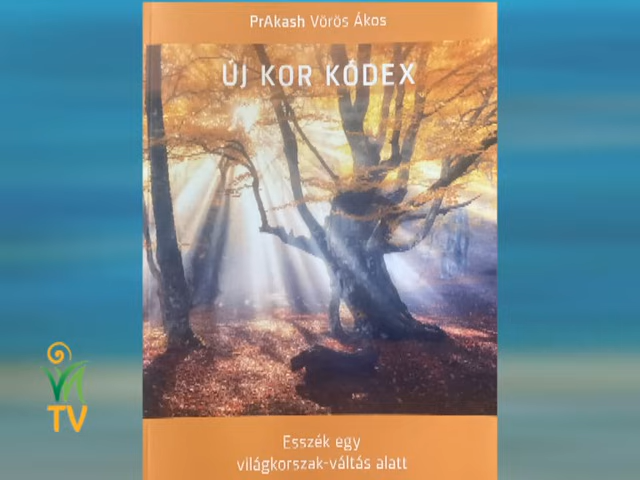 PrAkash Vörös Ákos
ÚJ KOR KÓDEX
Esszék egy
világkorszak-váltás alatt
TV